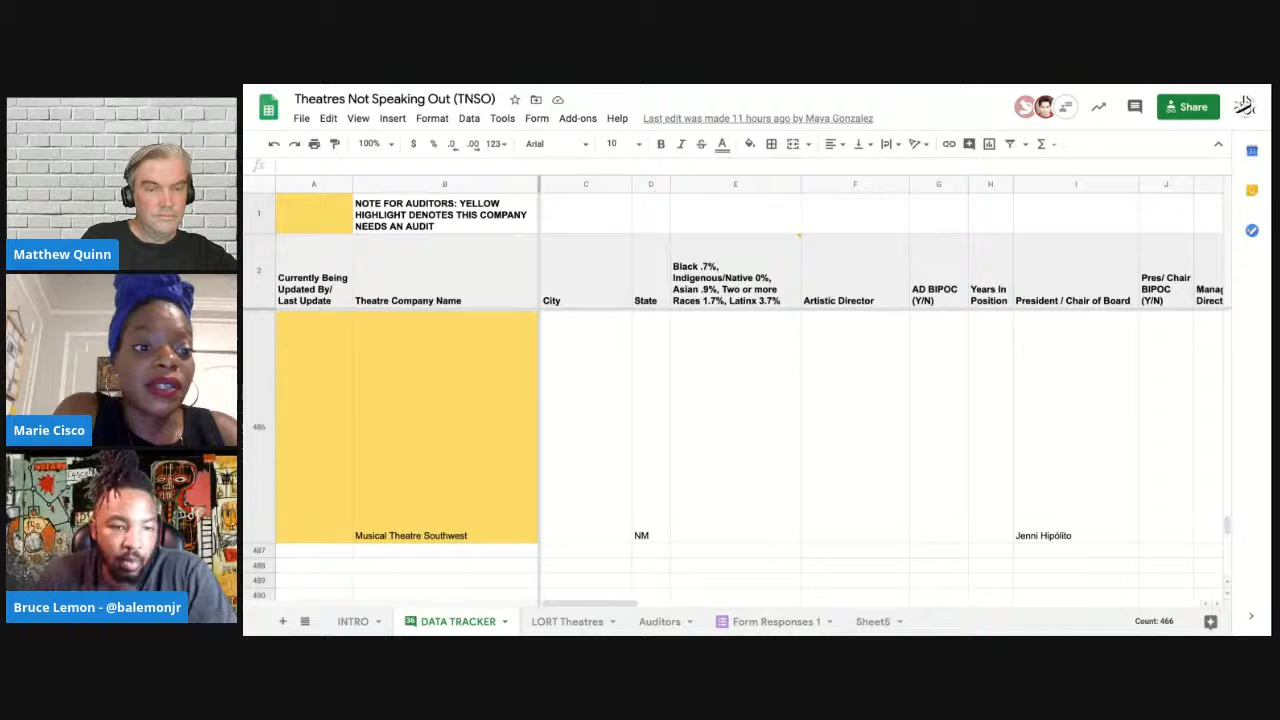 Matthew Quinn
Marie Cisco
Bruce Lemon - @balemonjr
Theatres Not Speaking Out (TNSO)
File Edit View Insert Format Data Tools Form Add-ons Help Last edit was made 11 hours ago by Maya Gonzalez
Share
100% $ % .0 .00 123 Arial 10 B I S A
fx
A B C D E F G H I J
1
NOTE FOR AUDITORS: YELLOW
HIGHLIGHT DENOTES THIS COMPANY
NEEDS AN AUDIT
2
Currently Being
Updated By/
Last Update
Theatre Company Name
City
State
Black .7%,
Indigenous/Native 0%,
Asian .9%, Two or more
Races 1.7%, Latinx 3.7%
Artistic Director
AD BIPOC
(Y/N)
Years In
Position
President / Chair of Board
Pres/ Chair
BIPOC
(Y/N)
Manag
Direct
486
Musical Theatre Southwest NM Jenni Hipólito
487
488
489
490
INTRO DATA TRACKER LORT Theatres Auditors Form Responses 1 Sheet5 Count: 466